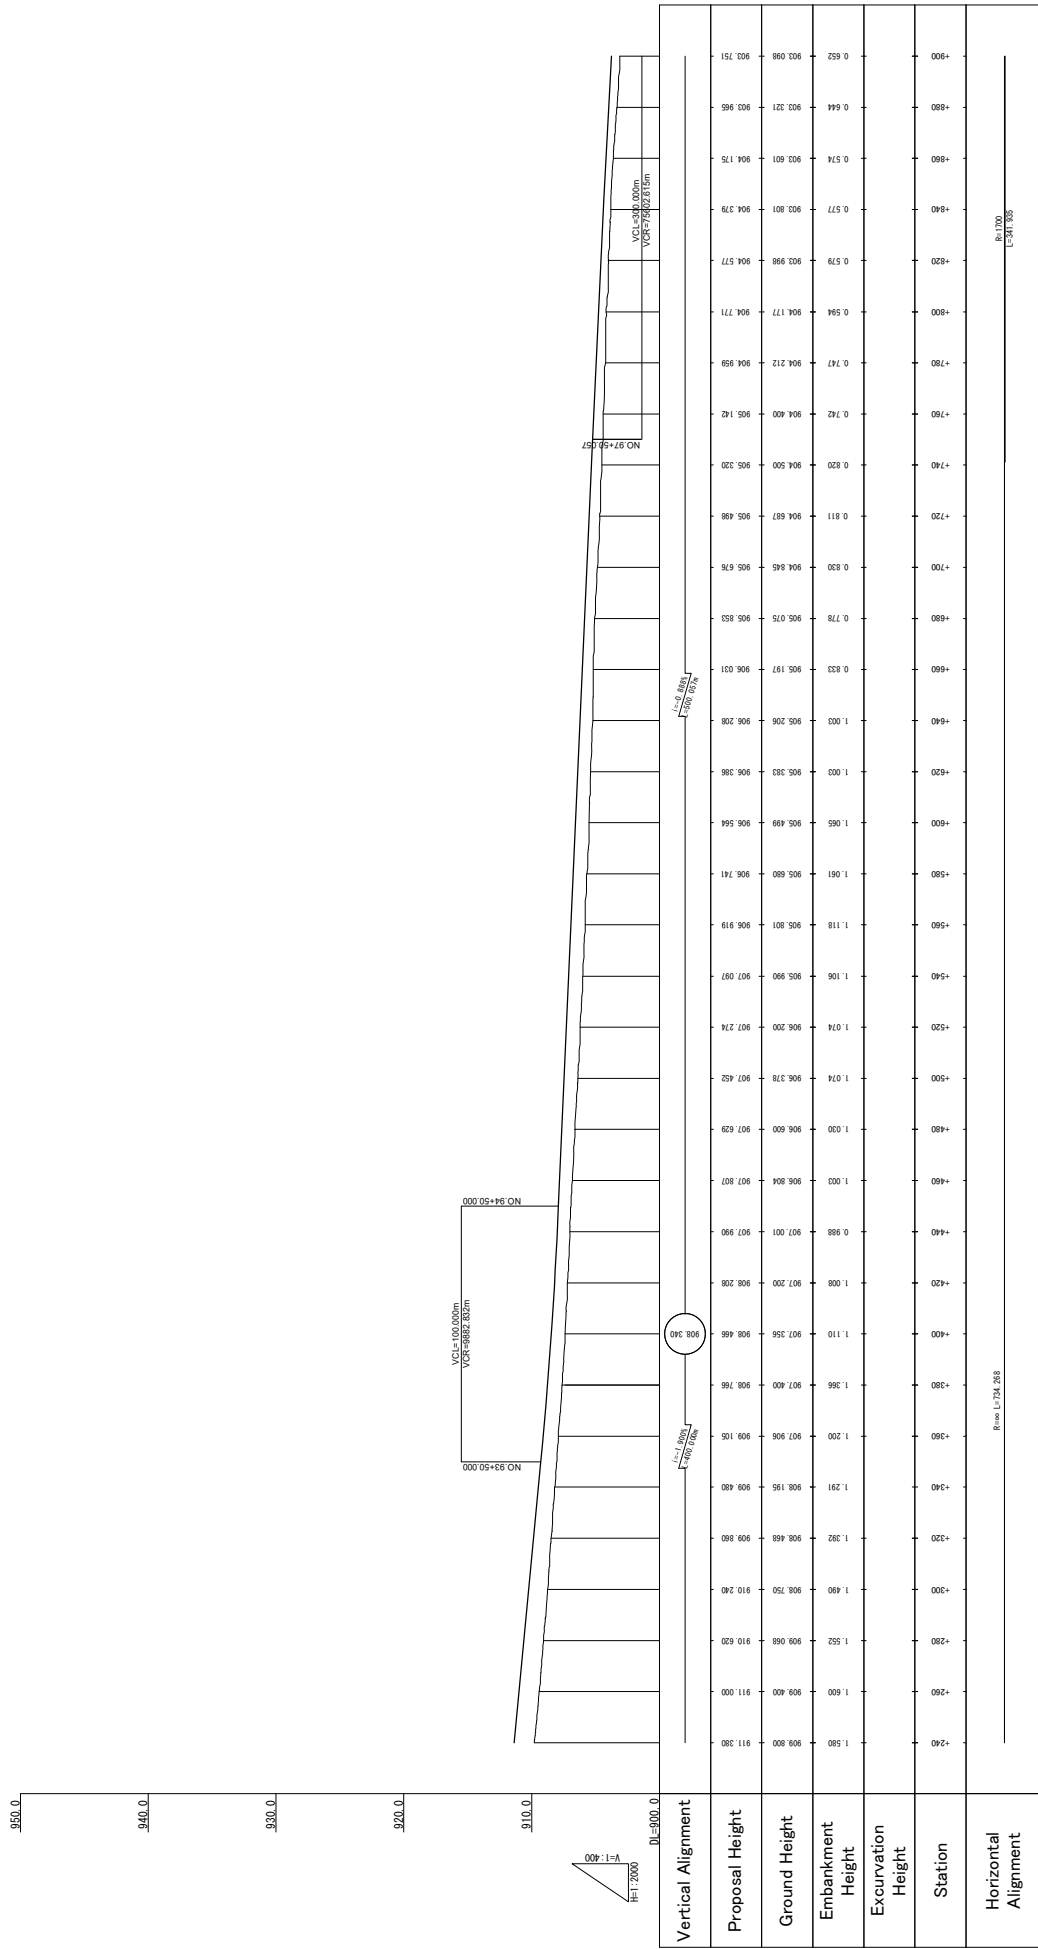 950.0
940.0
930.0
920.0
910.0
DL=900.0
V=1:400
H=1:2000
NO.93+50.000
VCL=100.000m
VCR=9882.832m
NO.94+50.000
NO.97+50.057
VCL=300.000m
VCR=75602.615m
Vertical Alignment
i=-1.900%
L=400.000m
908.340
i=-0.888%
L=500.057m
Proposal Height
911.380 911.000 910.620 910.240 909.860 909.480 909.105 908.766 908.466 908.208 907.990 907.807 907.629 907.452 907.274 907.097 906.919 906.741 906.564 906.386 906.208 906.031 905.853 905.676 905.498 905.320 905.142 904.959 904.771 904.577 904.379 904.175 903.965 903.751
Ground Height
909.800 909.400 909.068 908.750 908.468 908.195 907.906 907.400 907.356 907.200 907.001 906.804 906.600 906.378 906.200 905.990 905.801 905.680 905.499 905.383 905.206 905.197 905.075 904.845 904.687 904.500 904.400 904.212 904.177 903.998 903.801 903.601 903.321 903.098
Embankment
Height
1.580 1.600 1.552 1.490 1.392 1.291 1.200 1.366 1.110 1.008 0.988 1.003 1.030 1.074 1.074 1.106 1.118 1.061 1.065 1.003 1.003 0.833 0.778 0.830 0.811 0.820 0.742 0.747 0.594 0.579 0.577 0.574 0.644 0.652
Excurvation
Height
Station
+240 +260 +280 +300 +320 +340 +360 +380 +400 +420 +440 +460 +480 +500 +520 +540 +560 +580 +600 +620 +640 +660 +680 +700 +720 +740 +760 +780 +800 +820 +840 +860 +880 +900
Horizontal
Alignment
R=∞ L=734.268
R=1700
L=341.935